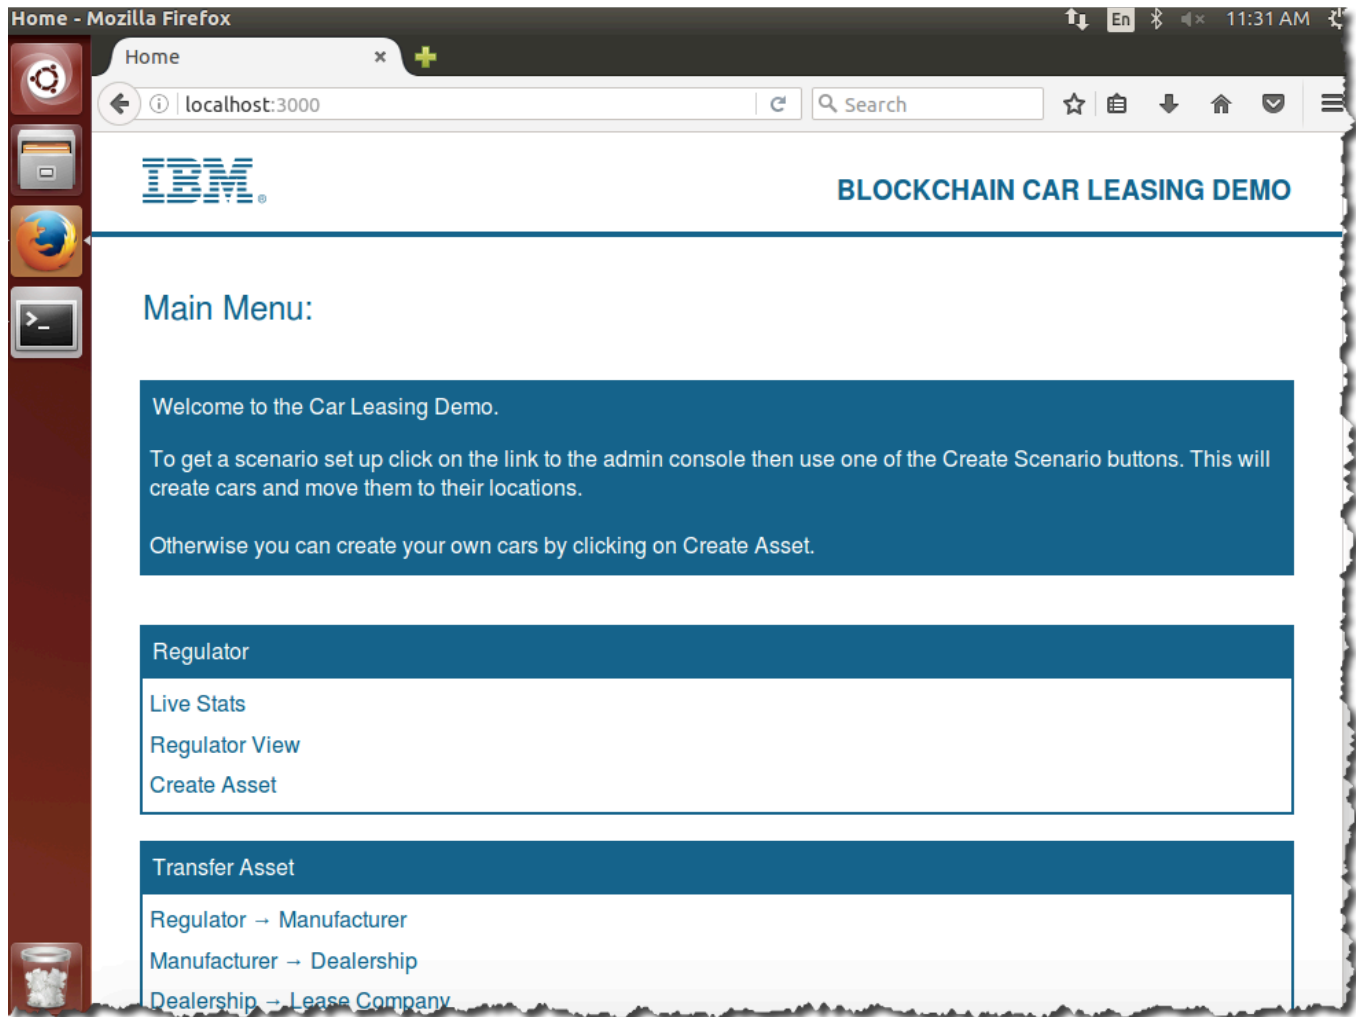 Home - Mozilla Firefox
En
11:31 AM
Home
localhost:3000
Search
IBM®
BLOCKCHAIN CAR LEASING DEMO
Main Menu:
Welcome to the Car Leasing Demo.
To get a scenario set up click on the link to the admin console then use one of the Create Scenario buttons. This will
create cars and move them to their locations.
Otherwise you can create your own cars by clicking on Create Asset.
Regulator
Live Stats
Regulator View
Create Asset
Transfer Asset
Regulator → Manufacturer
Manufacturer → Dealership
Dealership → Lease Company